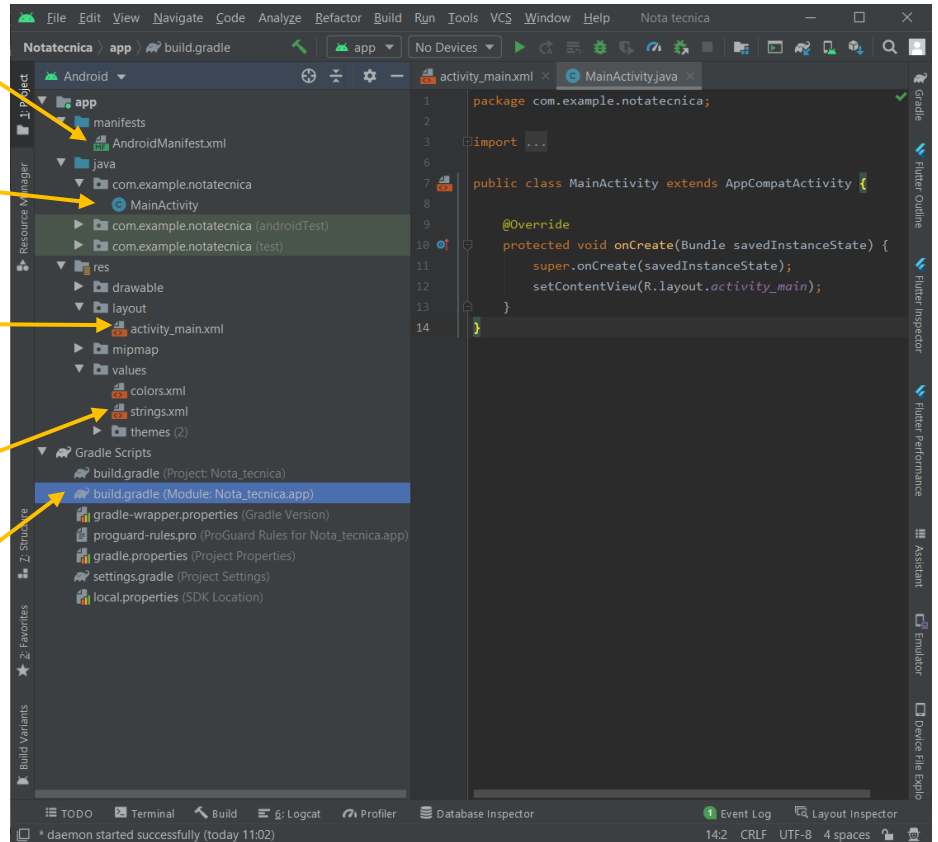 File Edit View Navigate Code Analyze Refactor Build Run Tools VCS Window Help Nota tecnica
Notatecnica app build.gradle app No Devices
Android
activity_main.xml MainActivity.java
1: Project
Resource Manager
Z: Structure
2: Favorites
Build Variants
app
manifests
AndroidManifest.xml
java
com.example.notatecnica
MainActivity
com.example.notatecnica (androidTest)
com.example.notatecnica (test)
res
drawable
layout
activity_main.xml
mipmap
values
colors.xml
strings.xml
themes (2)
Gradle Scripts
build.gradle (Project: Nota_tecnica)
build.gradle (Module: Nota_tecnica.app)
gradle-wrapper.properties (Gradle Version)
proguard-rules.pro (ProGuard Rules for Nota_tecnica.app)
gradle.properties (Project Properties)
settings.gradle (Project Settings)
local.properties (SDK Location)
1 package com.example.notatecnica;
2
3 import ...
6
7 public class MainActivity extends AppCompatActivity {
8
9 @Override
10 protected void onCreate(Bundle savedInstanceState) {
11 super.onCreate(savedInstanceState);
12 setContentView(R.layout.activity_main);
13 }
14 }
Gradle
Flutter Outline
Flutter Inspector
Flutter Performance
Assistant
Emulator
Device File Explo
TODO Terminal Build 6: Logcat Profiler Database Inspector 1 Event Log Layout Inspector
* daemon started successfully (today 11:02) 14:2 CRLF UTF-8 4 spaces